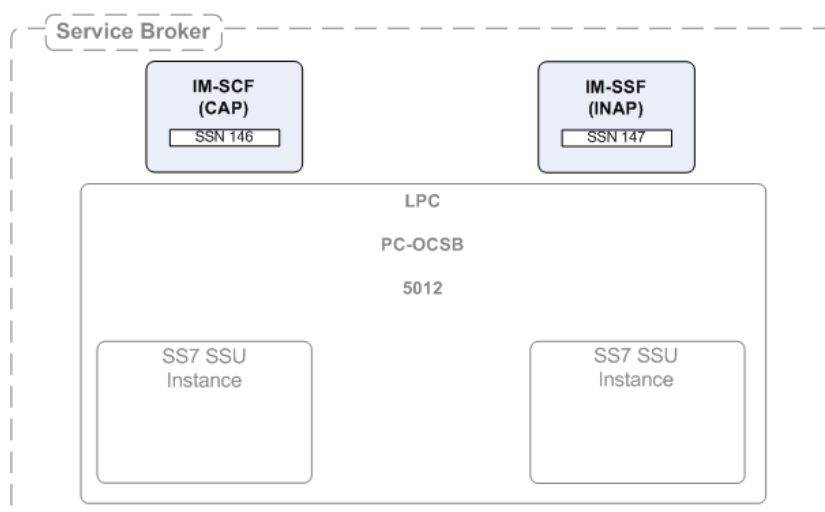 Service Broker
IM-SCF
(CAP)
SSN 146
IM-SSF
(INAP)
SSN 147
LPC
PC-OCSB
5012
SS7 SSU
Instance
SS7 SSU
Instance